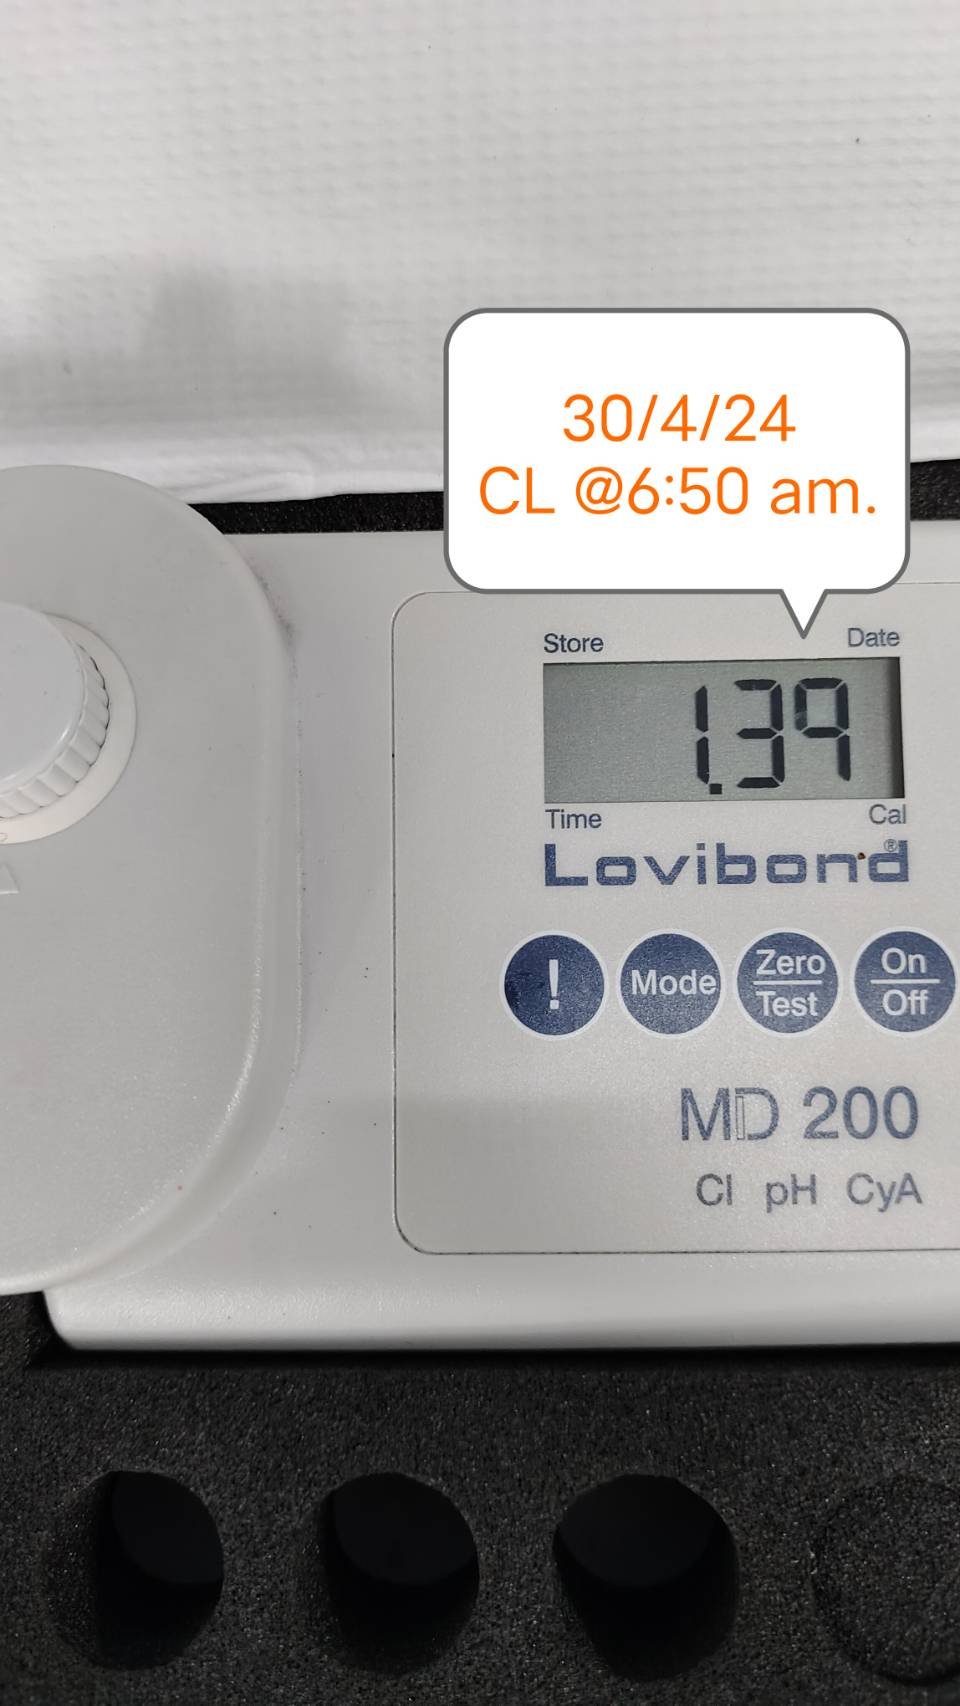 30/4/24
CL @6:50 am.
Store Date
1.39
Time Cal
Lovibond®
! Mode Zero Test On Off
MD 200
Cl pH CyA